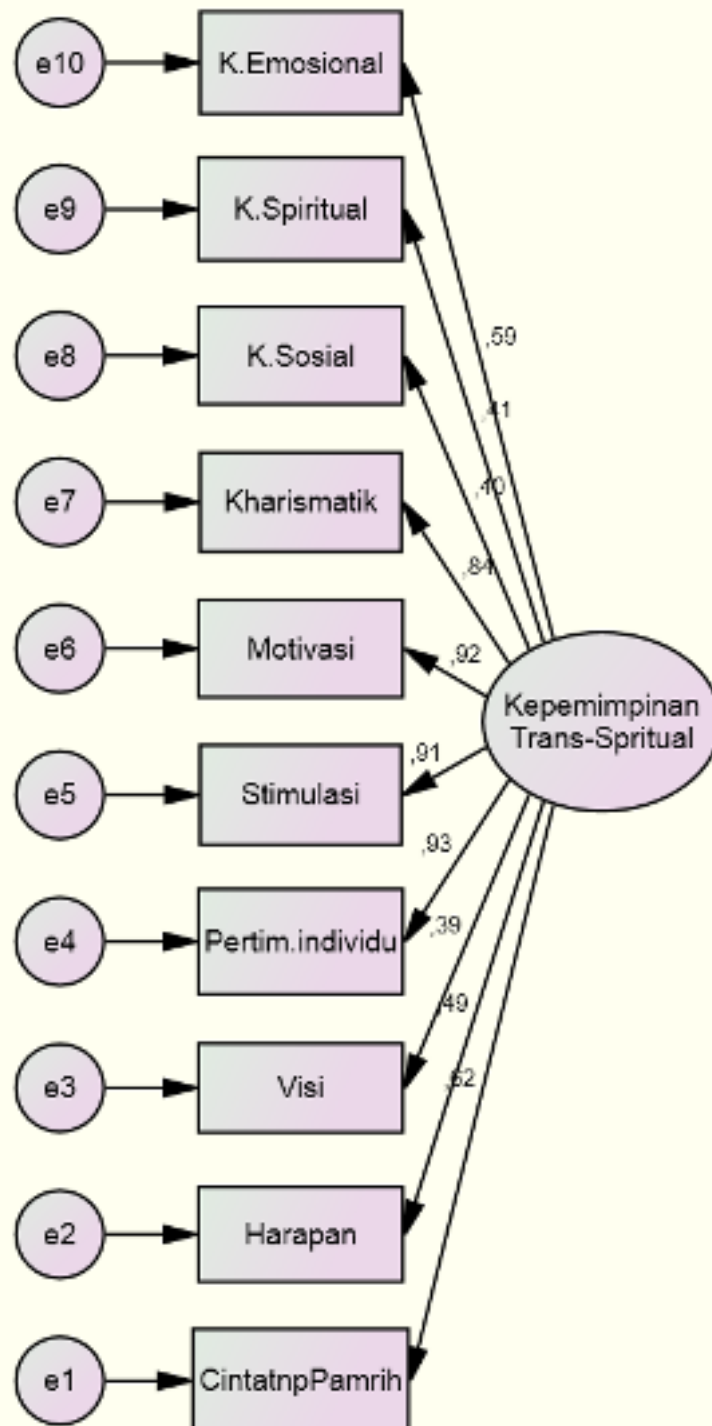 e10
K.Emosional
e9
K.Spiritual
,59
e8
K.Sosial
,41
,40
e7
Kharismatik
,84
e6
Motivasi
,92
Kepemimpinan
Trans-Spritual
e5
Stimulasi
,91
,93
e4
Pertim.individu
,39
,49
e3
Visi
e2
Harapan
e1
CintatnpPamrih